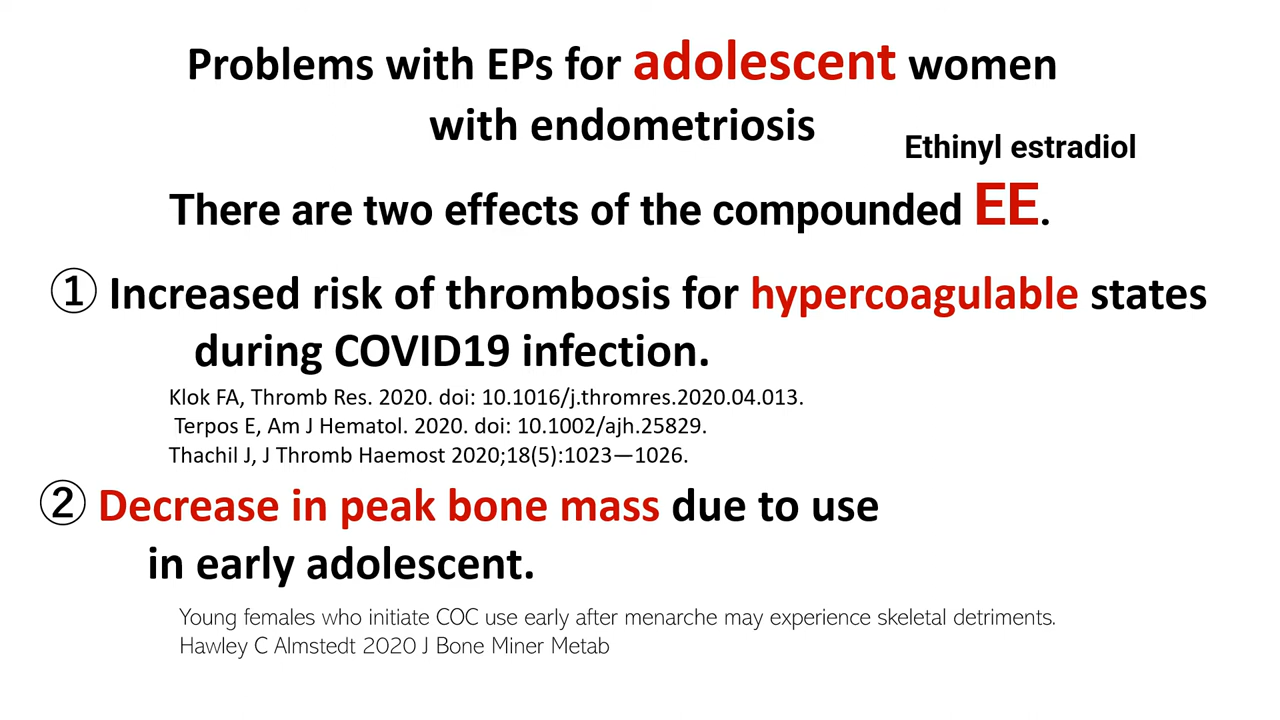 Problems with EPs for adolescent women
with endometriosis
Ethinyl estradiol
There are two effects of the compounded EE.
① Increased risk of thrombosis for hypercoagulable states
during COVID19 infection.
Klok FA, Thromb Res. 2020. doi: 10.1016/j.thromres.2020.04.013.
Terpos E, Am J Hematol. 2020. doi: 10.1002/ajh.25829.
Thachil J, J Thromb Haemost 2020;18(5):1023—1026.
② Decrease in peak bone mass due to use
in early adolescent.
Young females who initiate COC use early after menarche may experience skeletal detriments.
Hawley C Almstedt 2020 J Bone Miner Metab